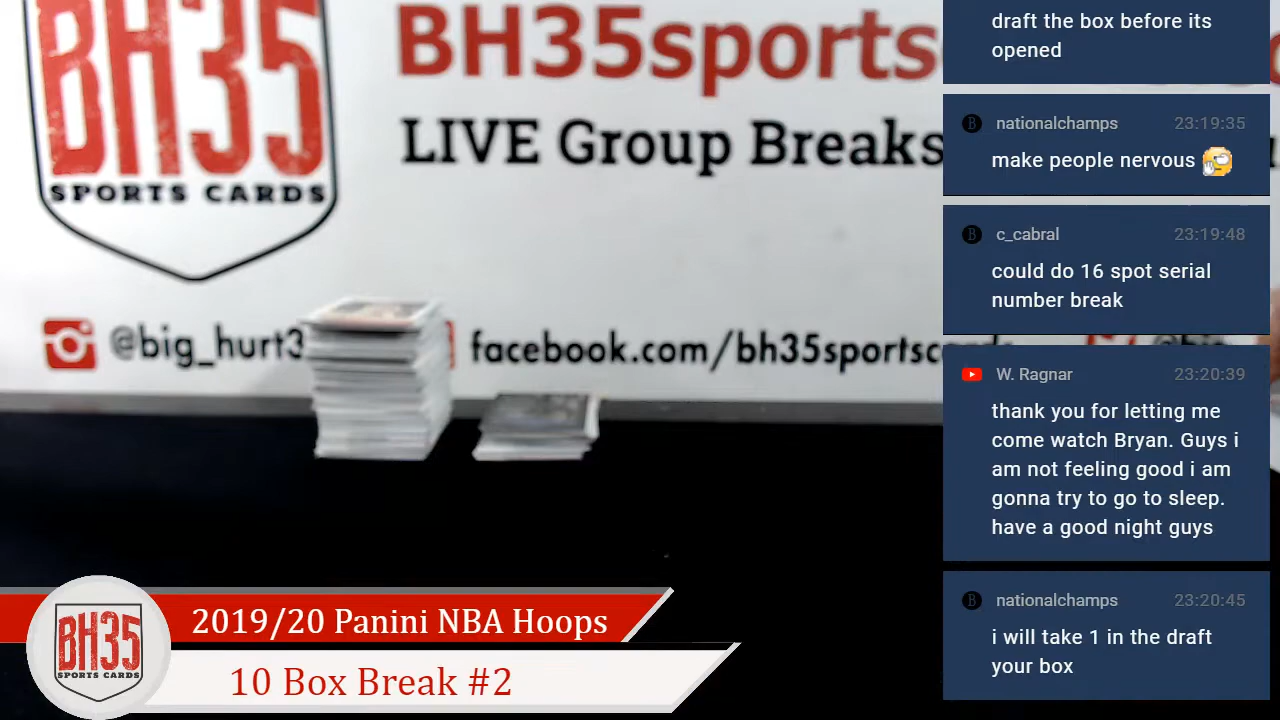 BH35
SPORTS CARDS
BH35sports
LIVE Group Breaks
@big_hurt3
facebook.com/bh35sportscards
draft the box before its
opened
nationalchamps 23:19:35
make people nervous
c_cabral 23:19:48
could do 16 spot serial
number break
W. Ragnar 23:20:39
thank you for letting me
come watch Bryan. Guys i
am not feeling good i am
gonna try to go to sleep.
have a good night guys
nationalchamps 23:20:45
i will take 1 in the draft
your box
2019/20 Panini NBA Hoops
10 Box Break #2
BH35
SPORTS CARDS